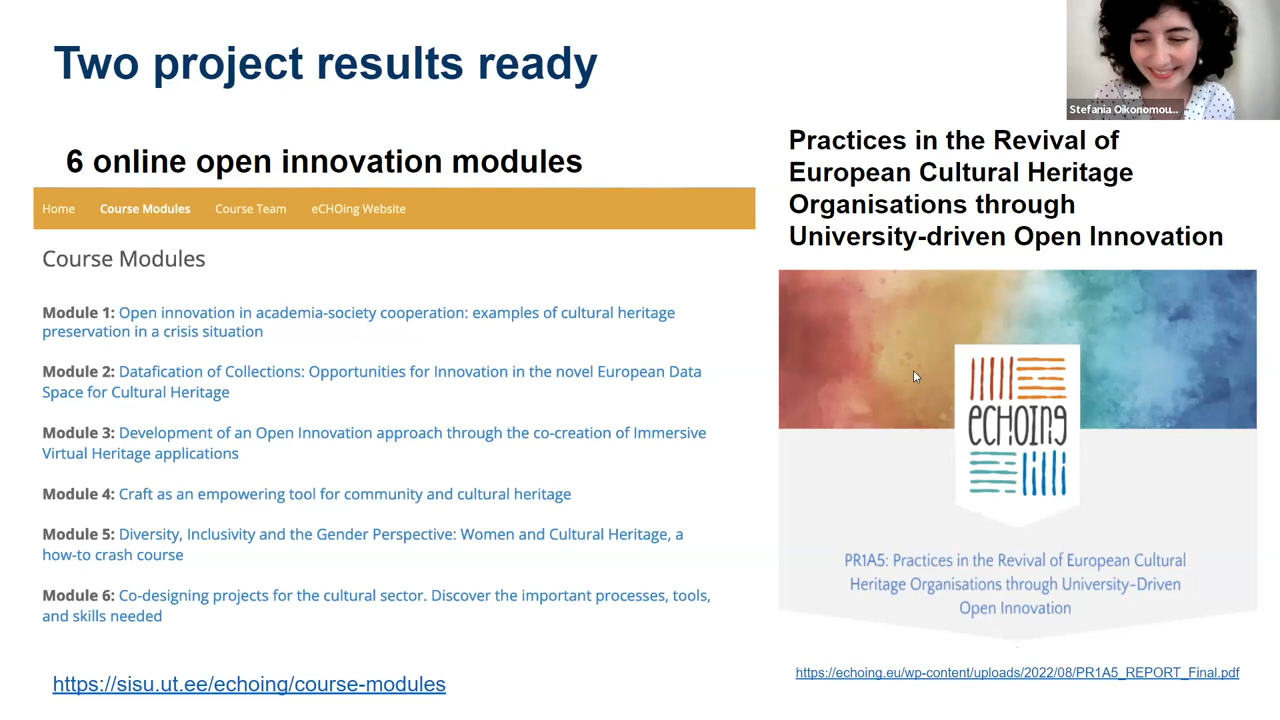 Two project results ready
Stefania Oikonomou...
6 online open innovation modules
Home Course Modules Course Team eCHOing Website
Course Modules
Module 1: Open innovation in academia-society cooperation: examples of cultural heritage
preservation in a crisis situation
Module 2: Datafication of Collections: Opportunities for Innovation in the novel European Data
Space for Cultural Heritage
Module 3: Development of an Open Innovation approach through the co-creation of Immersive
Virtual Heritage applications
Module 4: Craft as an empowering tool for community and cultural heritage
Module 5: Diversity, Inclusivity and the Gender Perspective: Women and Cultural Heritage, a
how-to crash course
Module 6: Co-designing projects for the cultural sector. Discover the important processes, tools,
and skills needed
https://sisu.ut.ee/echoing/course-modules
Practices in the Revival of
European Cultural Heritage
Organisations through
University-driven Open Innovation
eCHOing
PR1A5: Practices in the Revival of European Cultural
Heritage Organisations through University-Driven
Open Innovation
https://echoing.eu/wp-content/uploads/2022/08/PR1A5_REPORT_Final.pdf